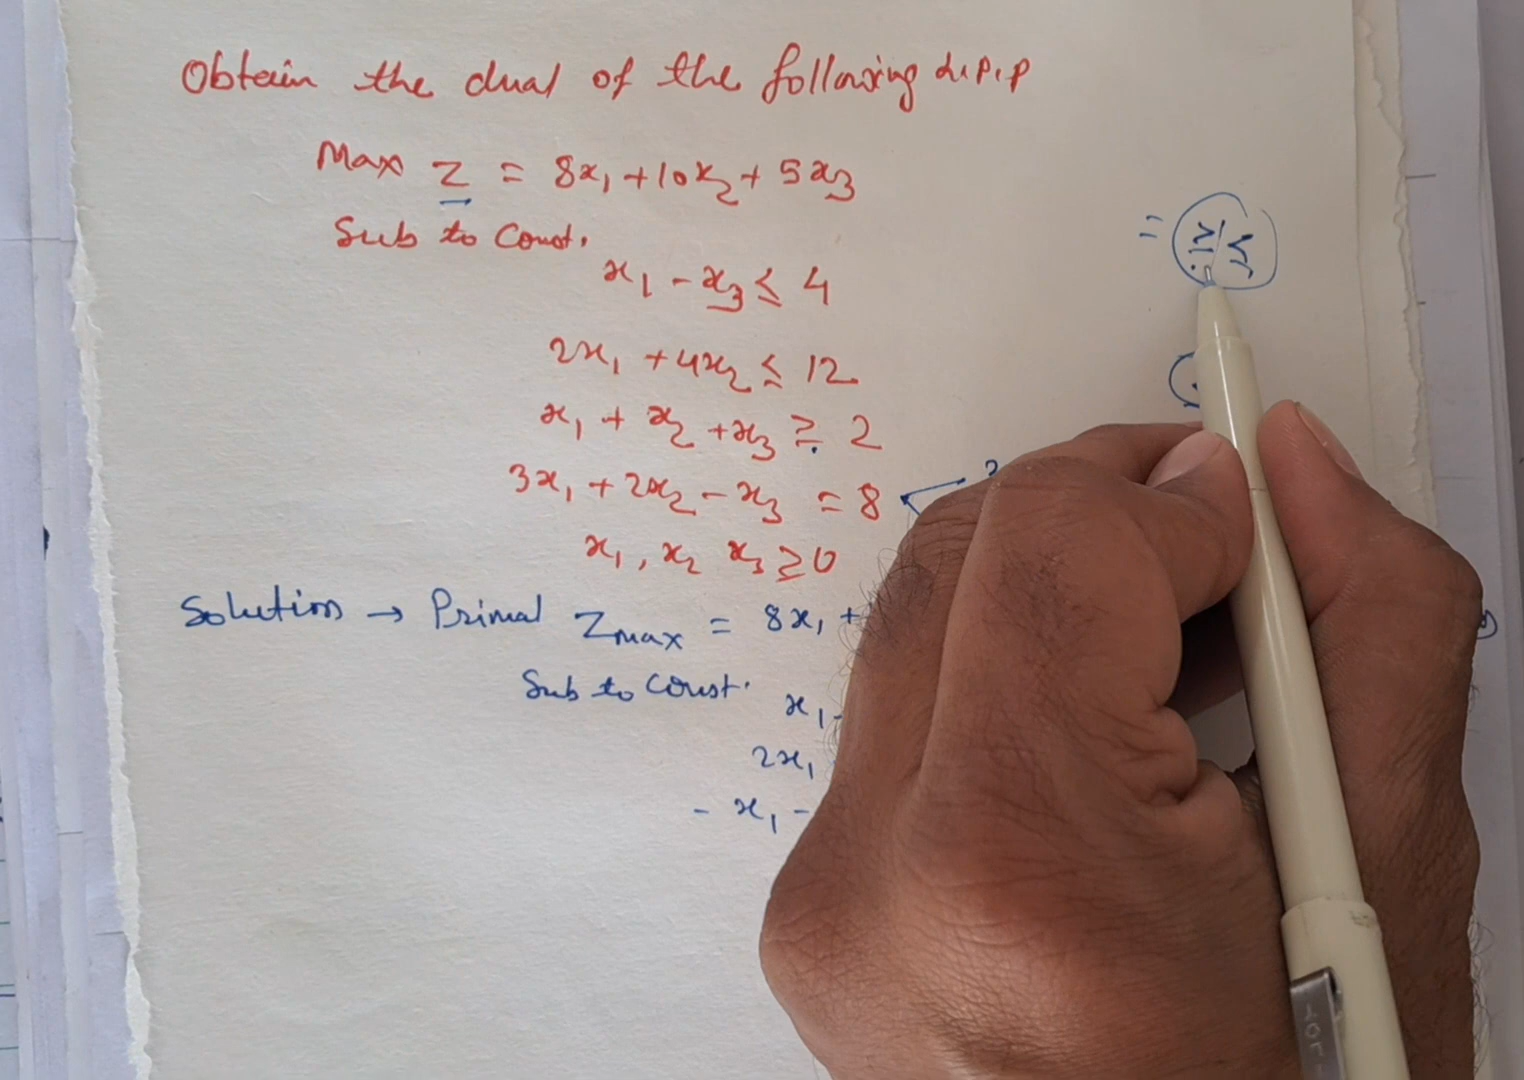 Obtain the dual of the following L.P.P
Max Z = 8x₁ + 10x₂ + 5x₃
Sub to Const.
x₁ - x₃ ≤ 4
2x₁ + 4x₂ ≤ 12
x₁ + x₂ + x₃ ≥ 2
3x₁ + 2x₂ - x₃ = 8
x₁, x₂ x₃ ≥ 0
Solution → Primal Zmax = 8x₁ +
Sub to Const.
x₁ -
2x₁
- x₁ -